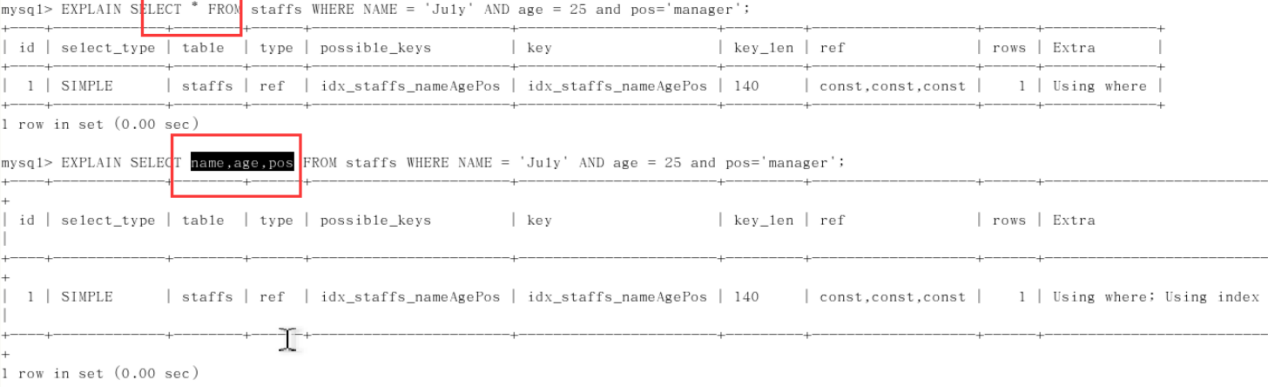 mysql> EXPLAIN SELECT * FROM staffs WHERE NAME = 'July' AND age = 25 and pos='manager';
+----+-------------+--------+------+-----------------------+-----------------------+---------+-------------------+------+-------------+
| id | select_type | table | type | possible_keys | key | key_len | ref | rows | Extra |
+----+-------------+--------+------+-----------------------+-----------------------+---------+-------------------+------+-------------+
| 1 | SIMPLE | staffs | ref | idx_staffs_nameAgePos | idx_staffs_nameAgePos | 140 | const,const,const | 1 | Using where |
+----+-------------+--------+------+-----------------------+-----------------------+---------+-------------------+------+-------------+
1 row in set (0.00 sec)
mysql> EXPLAIN SELECT name,age,pos FROM staffs WHERE NAME = 'July' AND age = 25 and pos='manager';
+----+-------------+--------+------+-----------------------+-----------------------+---------+-------------------+------+--------------------------
+
| id | select_type | table | type | possible_keys | key | key_len | ref | rows | Extra
|
+----+-------------+--------+------+-----------------------+-----------------------+---------+-------------------+------+--------------------------
+
| 1 | SIMPLE | staffs | ref | idx_staffs_nameAgePos | idx_staffs_nameAgePos | 140 | const,const,const | 1 | Using where; Using index
|
+----+-------------+--------+------+-----------------------+-----------------------+---------+-------------------+------+--------------------------
+
1 row in set (0.00 sec)